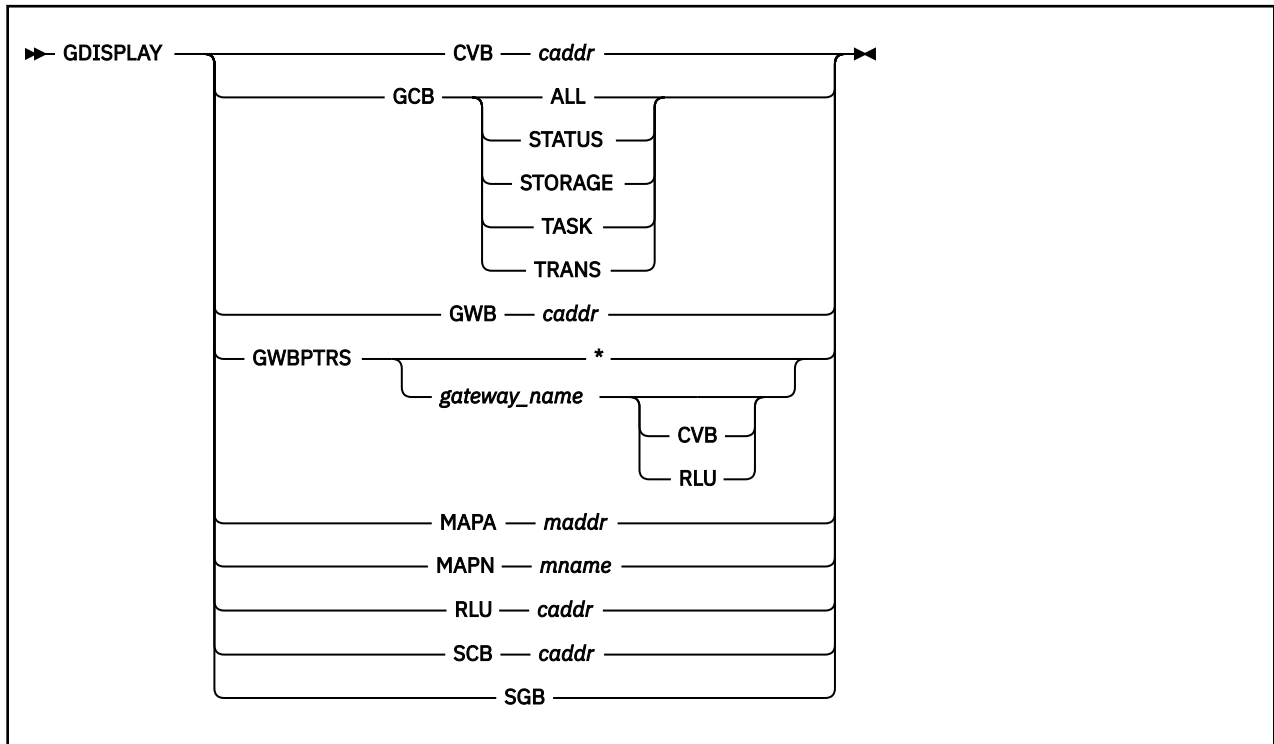 GDISPLAY CVB caddr
GCB ALL
STATUS
STORAGE
TASK
TRANS
GWB caddr
GWBPTRS *
gateway_name
CVB
RLU
MAPA maddr
MAPN mname
RLU caddr
SCB caddr
SGB